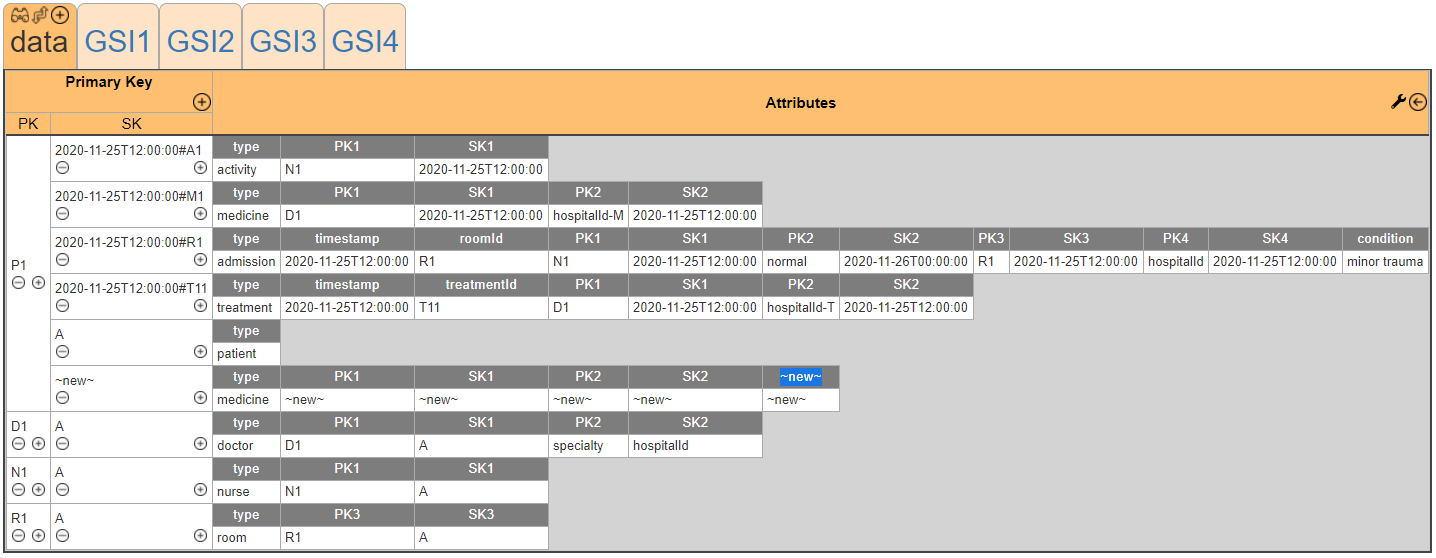 data GSI1 GSI2 GSI3 GSI4
Primary Key
Attributes
PK SK
type PK1 SK1
2020-11-25T12:00:00#A1
activity N1 2020-11-25T12:00:00
type PK1 SK1 PK2 SK2
2020-11-25T12:00:00#M1
medicine D1 2020-11-25T12:00:00 hospitalId-M 2020-11-25T12:00:00
type timestamp roomId PK1 SK1 PK2 SK2 PK3 SK3 PK4 SK4 condition
2020-11-25T12:00:00#R1
P1 admission 2020-11-25T12:00:00 R1 N1 2020-11-25T12:00:00 normal 2020-11-26T00:00:00 R1 2020-11-25T12:00:00 hospitalId 2020-11-25T12:00:00 minor trauma
type timestamp treatmentId PK1 SK1 PK2 SK2
2020-11-25T12:00:00#T11
treatment 2020-11-25T12:00:00 T11 D1 2020-11-25T12:00:00 hospitalId-T 2020-11-25T12:00:00
type
A
patient
type PK1 SK1 PK2 SK2 ~new~
~new~
medicine ~new~ ~new~ ~new~ ~new~ ~new~
type PK1 SK1 PK2 SK2
D1 A
doctor D1 A specialty hospitalId
type PK1 SK1
N1 A
nurse N1 A
type PK3 SK3
R1 A
room R1 A